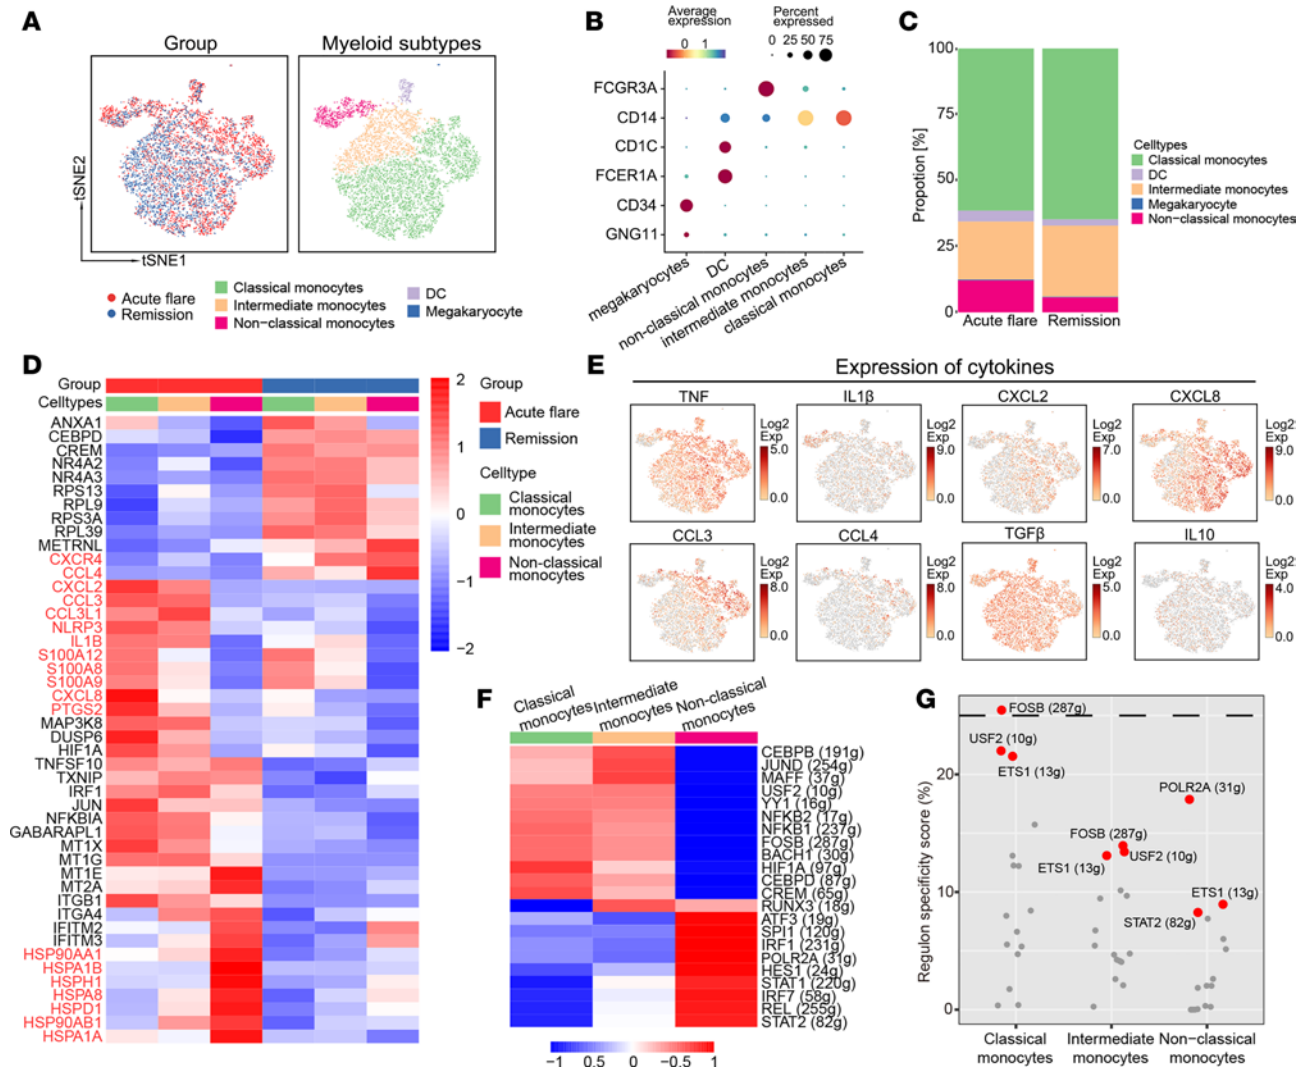 A
Group
Myeloid subtypes
tSNE2
tSNE1
Acute flare
Remission
Classical monocytes
Intermediate monocytes
Non-classical monocytes
DC
Megakaryocyte
B
Average
expression
0 1
Percent
expressed
0 25 50 75
FCGR3A
CD14
CD1C
FCER1A
CD34
GNG11
megakaryocytes
DC
non-classical monocytes
intermediate monocytes
classical monocytes
C
Propotion [%]
100
75
50
25
0
Acute flare
Remission
Celltypes
Classical monocytes
DC
Intermediate monocytes
Megakaryocyte
Non-classical monocytes
D
Group
Celltypes
ANXA1
CEBPD
CREM
NR4A2
NR4A3
RPS13
RPL9
RPS3A
RPL39
METRNL
CXCR4
CCL4
CXCL2
CCL3
CCL3L1
NLRP3
IL1B
S100A12
S100A8
S100A9
CXCL8
PTGS2
MAP3K8
DUSP6
HIF1A
TNFSF10
TXNIP
IRF1
JUN
NFKBIA
GABARAPL1
MT1X
MT1G
MT1E
MT2A
ITGB1
ITGA4
IFITM2
IFITM3
HSP90AA1
HSPA1B
HSPH1
HSPA8
HSPD1
HSP90AB1
HSPA1A
2
1
0
−1
−2
Group
Acute flare
Remission
Celltype
Classical
monocytes
Intermediate
monocytes
Non-classical
monocytes
E
Expression of cytokines
TNF
Log2
Exp
5.0
0.0
IL1β
Log2
Exp
9.0
0.0
CXCL2
Log2
Exp
7.0
0.0
CXCL8
Log2
Exp
9.0
0.0
CCL3
Log2
Exp
8.0
0.0
CCL4
Log2
Exp
8.0
0.0
TGFβ
Log2
Exp
5.0
0.0
IL10
Log2
Exp
4.0
0.0
F
Classical
monocytes
Intermediate
monocytes
Non-classical
monocytes
CEBPB (191g)
JUND (254g)
MAFF (37g)
USF2 (10g)
YY1 (16g)
NFKB2 (17g)
NFKB1 (237g)
FOSB (287g)
BACH1 (30g)
HIF1A (97g)
CEBPD (87g)
CREM (65g)
RUNX3 (18g)
ATF3 (19g)
SPI1 (120g)
IRF1 (231g)
POLR2A (31g)
HES1 (24g)
STAT1 (220g)
IRF7 (58g)
REL (255g)
STAT2 (82g)
−1 0.5 0 −0.5 1
G
Regulon specificity score (%)
20
10
0
FOSB (287g)
USF2 (10g)
ETS1 (13g)
POLR2A (31g)
FOSB (287g)
USF2 (10g)
ETS1 (13g)
ETS1 (13g)
STAT2 (82g)
Classical
monocytes
Intermediate
monocytes
Non-classical
monocytes